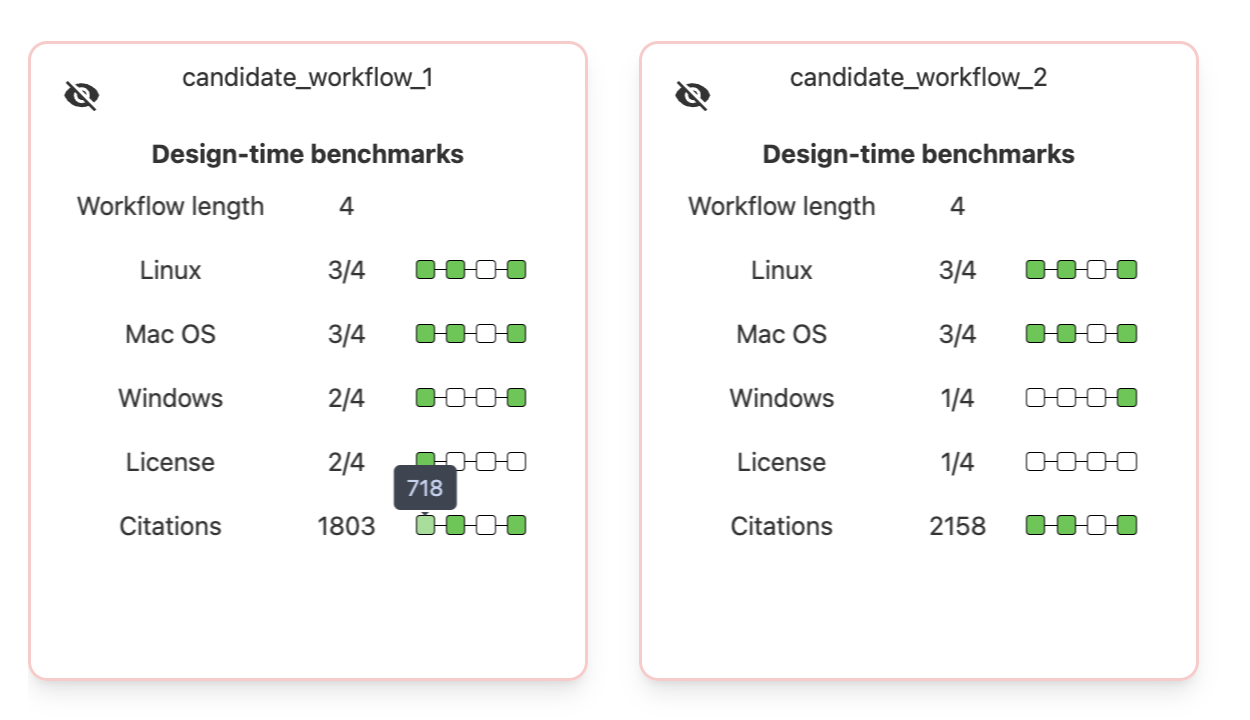 candidate_workflow_1
Design-time benchmarks
Workflow length 4
Linux 3/4
Mac OS 3/4
Windows 2/4
License 2/4
718
Citations 1803
candidate_workflow_2
Design-time benchmarks
Workflow length 4
Linux 3/4
Mac OS 3/4
Windows 1/4
License 1/4
Citations 2158